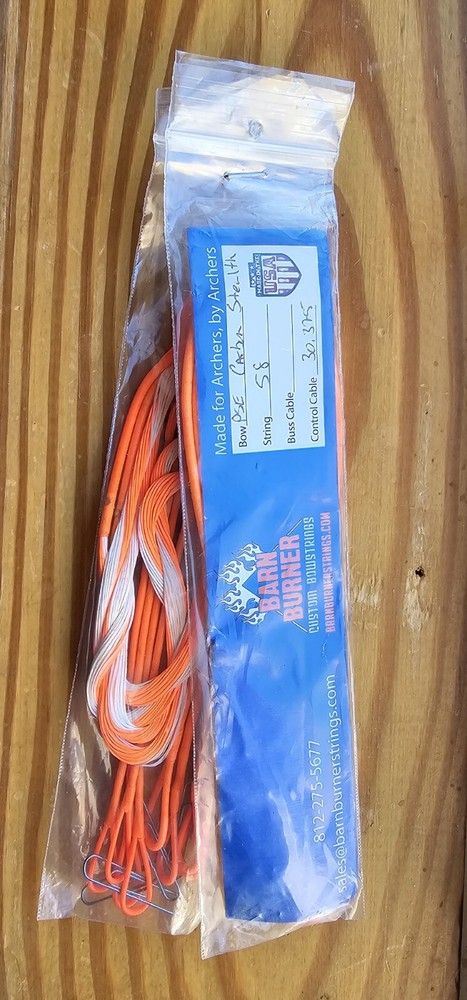 Made for Archers, by Archers
Bow PSE Carbon Stealth
String 58
Buss Cable
Control Cable 30.375
MADE IN THE
USA
BARN
BURNER
CUSTOM BOWSTRINGS
BARNBURNERSTRINGS.COM
812-275-5677
sales@barnburnerstrings.com